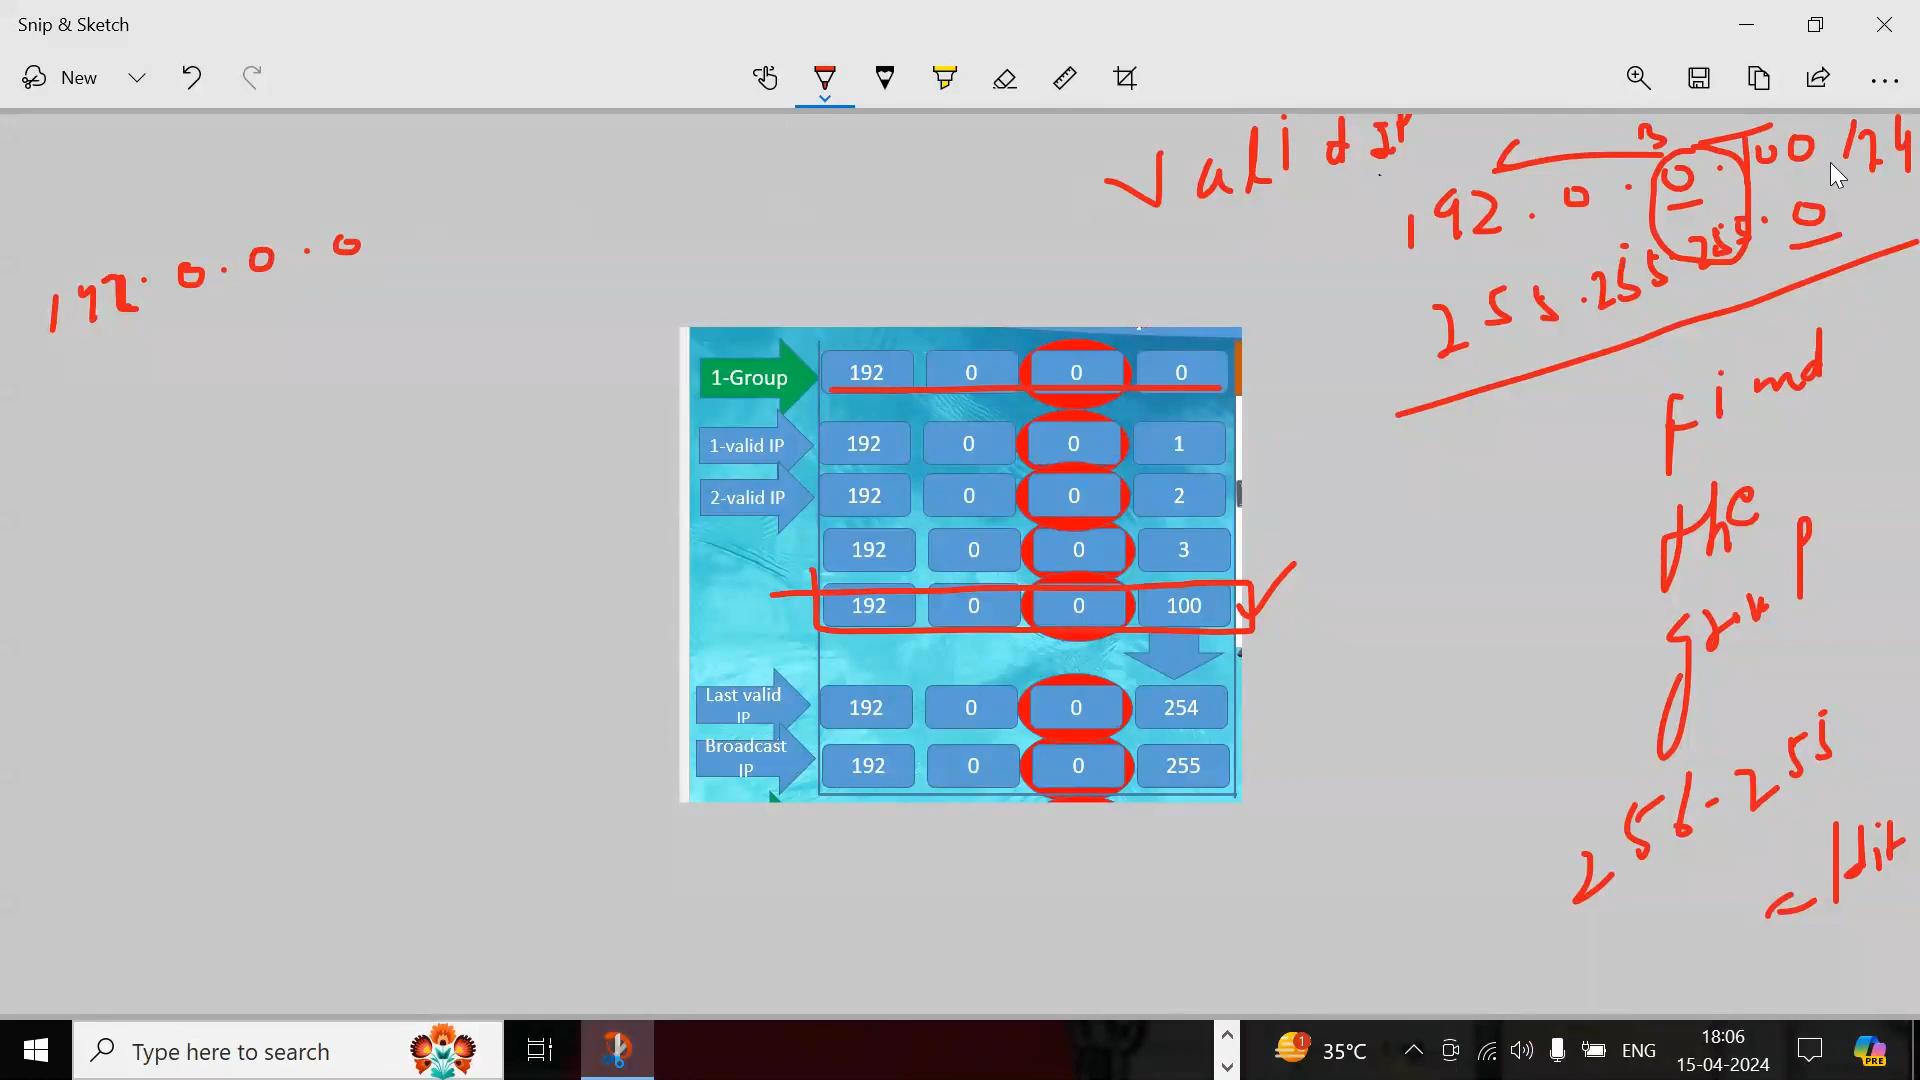 Snip & Sketch
New
Valid IP
192.0.0.100/24
255.255.255.0
192.0.0.0
1-Group 192 0 0 0
1-valid IP 192 0 0 1
2-valid IP 192 0 0 2
192 0 0 3
192 0 0 100
Last valid IP 192 0 0 254
Broadcast IP 192 0 0 255
find
the
group
256-255
Type here to search
1
35°C
ENG
18:06
15-04-2024
PRE